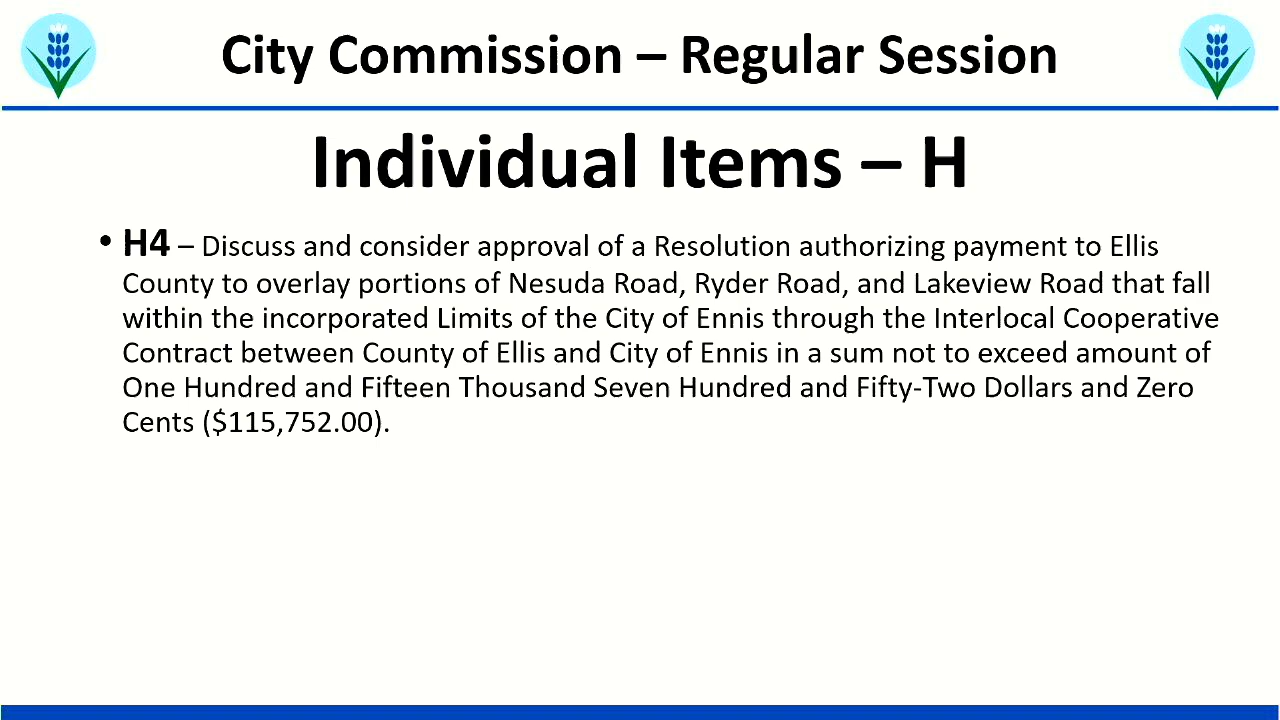 City Commission – Regular Session
Individual Items – H
• H4 – Discuss and consider approval of a Resolution authorizing payment to Ellis
County to overlay portions of Nesuda Road, Ryder Road, and Lakeview Road that fall
within the incorporated Limits of the City of Ennis through the Interlocal Cooperative
Contract between County of Ellis and City of Ennis in a sum not to exceed amount of
One Hundred and Fifteen Thousand Seven Hundred and Fifty-Two Dollars and Zero
Cents ($115,752.00).